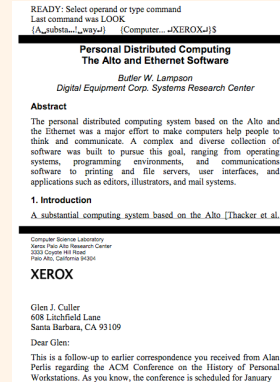 READY: Select operand or type command
Last command was LOOK
{A␣substa...!␣way↵} {Computer... ↵XEROX↵}$
Personal Distributed Computing
The Alto and Ethernet Software
Butler W. Lampson
Digital Equipment Corp. Systems Research Center
Abstract
The personal distributed computing system based on the Alto and
the Ethernet was a major effort to make computers help people to
think and communicate. A complex and diverse collection of
software was built to pursue this goal, ranging from operating
systems, programming environments, and communications
software to printing and file servers, user interfaces, and
applications such as editors, illustrators, and mail systems.
1. Introduction
A substantial computing system based on the Alto [Thacker et al.
Computer Science Laboratory
Xerox Palo Alto Research Center
3333 Coyote Hill Road
Palo Alto, California 94304
XEROX
Glen J. Culler
608 Litchfield Lane
Santa Barbara, CA 93109
Dear Glen:
This is a follow-up to earlier correspondence you received from Alan
Perlis regarding the ACM Conference on the History of Personal
Workstations. As you know, the conference is scheduled for January